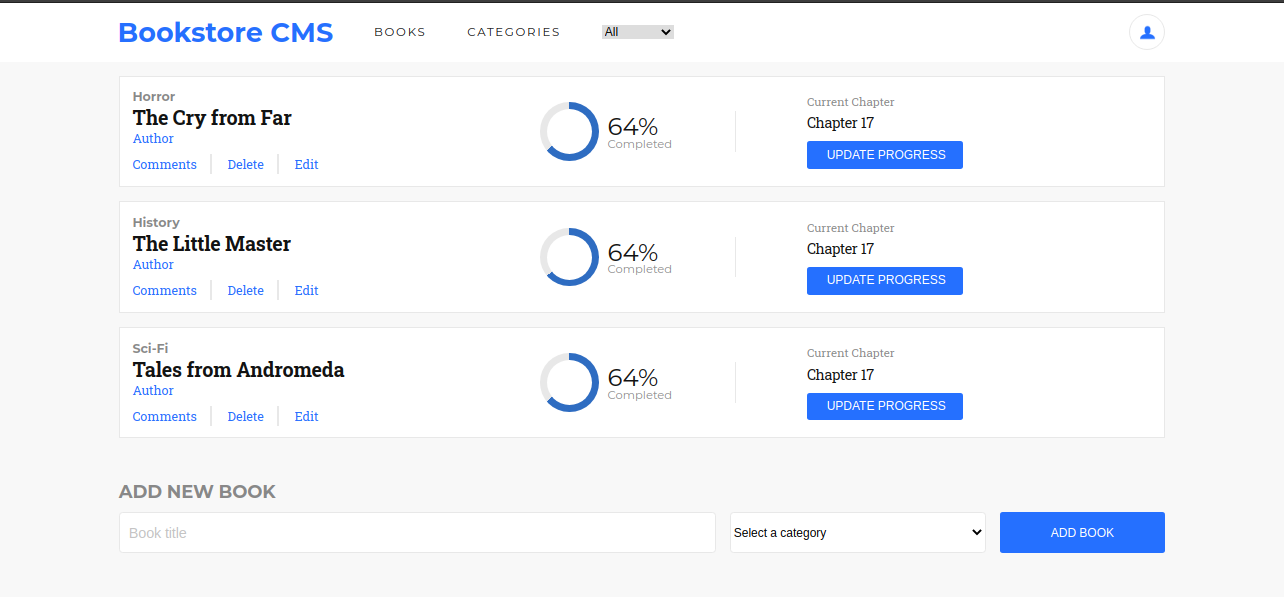 Bookstore CMS BOOKS CATEGORIES All
Horror
The Cry from Far
Author
Comments Delete Edit
64%
Completed
Current Chapter
Chapter 17
UPDATE PROGRESS
History
The Little Master
Author
Comments Delete Edit
64%
Completed
Current Chapter
Chapter 17
UPDATE PROGRESS
Sci-Fi
Tales from Andromeda
Author
Comments Delete Edit
64%
Completed
Current Chapter
Chapter 17
UPDATE PROGRESS
ADD NEW BOOK
Book title Select a category ADD BOOK